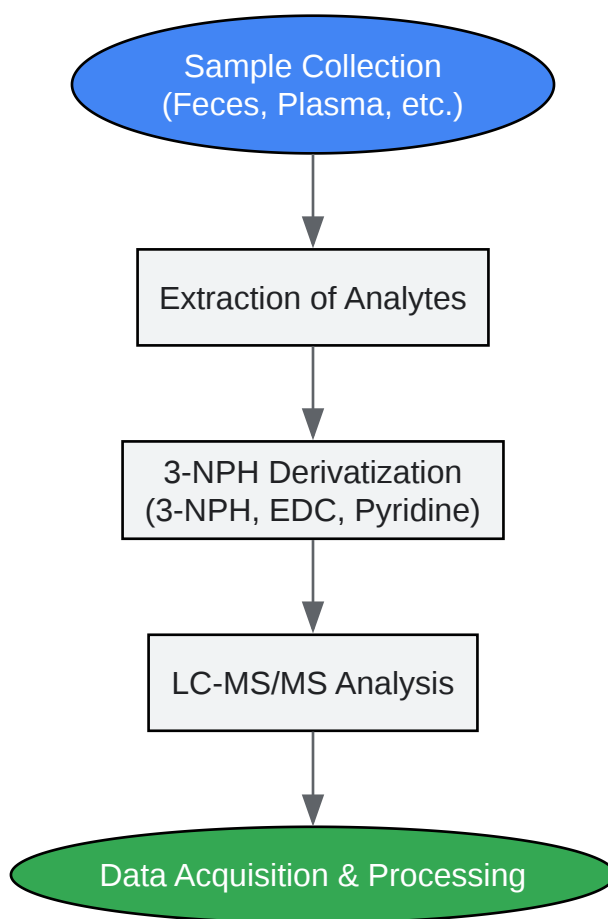 Sample Collection
(Feces, Plasma, etc.)
Extraction of Analytes
3-NPH Derivatization
(3-NPH, EDC, Pyridine)
LC-MS/MS Analysis
Data Acquisition & Processing